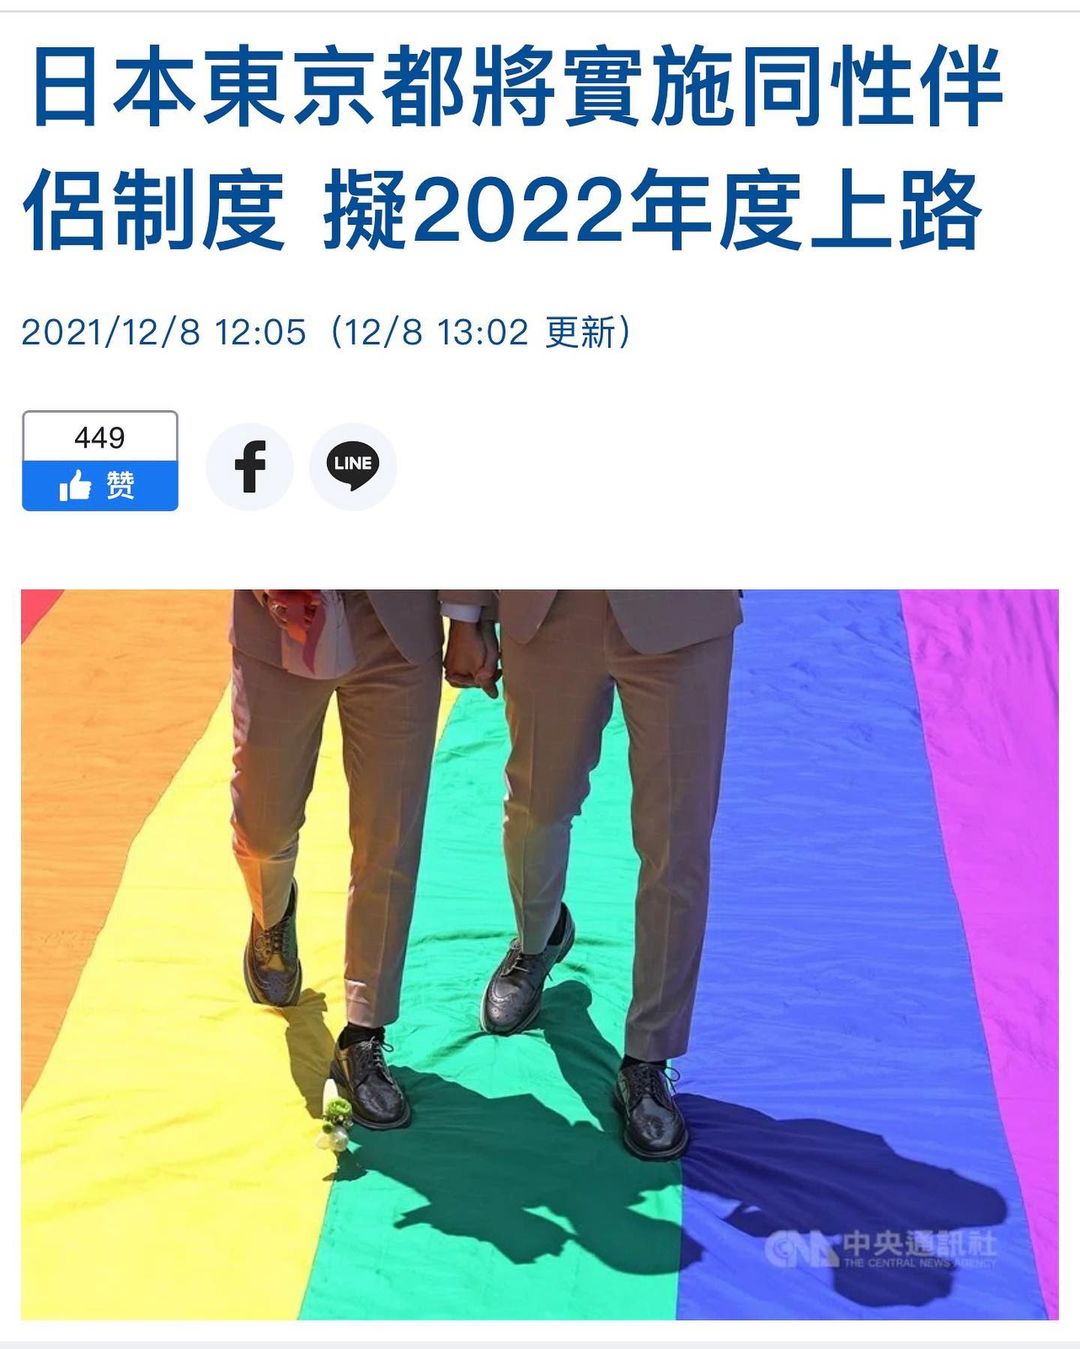 日本東京都將實施同性伴
侶制度 擬2022年度上路
2021/12/8 12:05（12/8 13:02 更新）
449
赞
f
LINE
CNA 中央通訊社
THE CENTRAL NEWS AGENCY